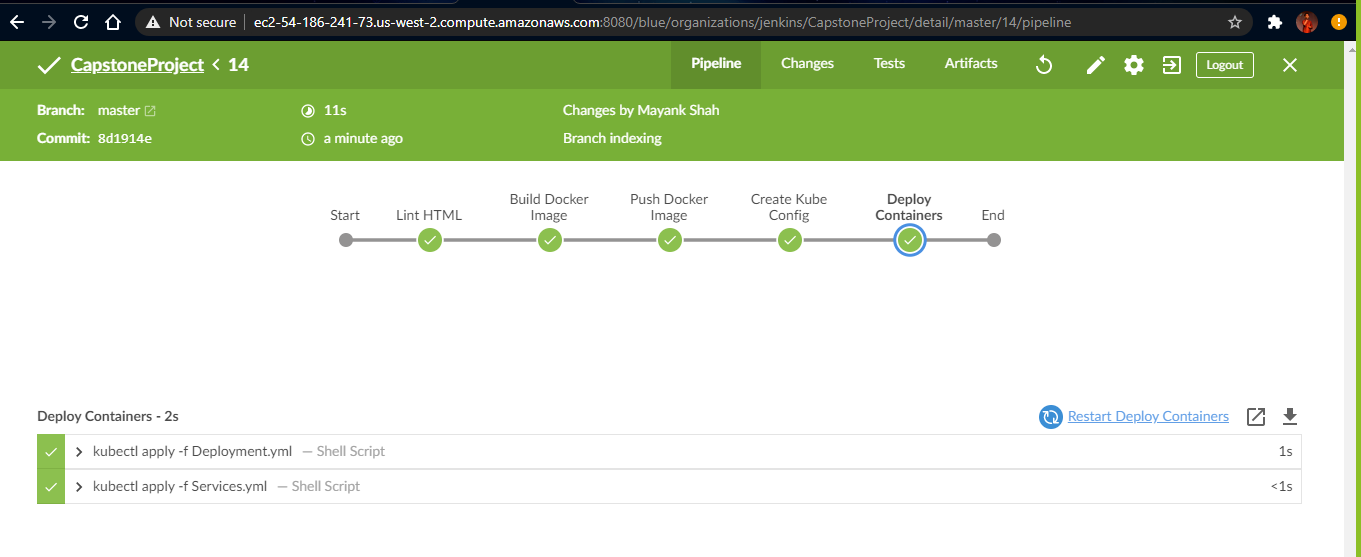 Not secure | ec2-54-186-241-73.us-west-2.compute.amazonaws.com:8080/blue/organizations/jenkins/CapstoneProject/detail/master/14/pipeline
CapstoneProject < 14
Pipeline Changes Tests Artifacts Logout
Branch: master 11s Changes by Mayank Shah
Commit: 8d1914e a minute ago Branch indexing
Start Lint HTML Build Docker Image Push Docker Image Create Kube Config Deploy Containers End
Deploy Containers - 2s Restart Deploy Containers
kubectl apply -f Deployment.yml — Shell Script 1s
kubectl apply -f Services.yml — Shell Script <1s